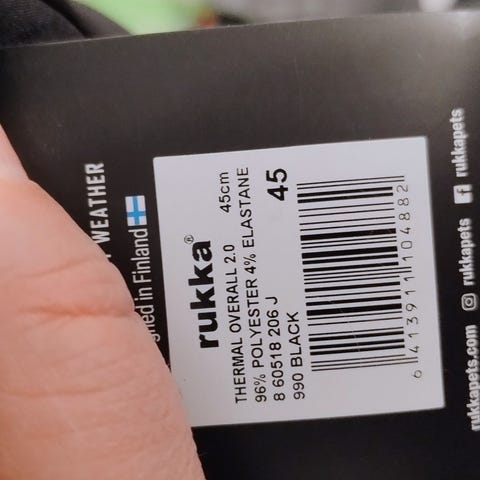 WEATHER
gned in Finland
rukka®
THERMAL OVERALL 2.0 45cm
96% POLYESTER 4% ELASTANE
8 60518 206 J 45
990 BLACK
6 413911 104882
rukkapets.com rukkapets rukkapets